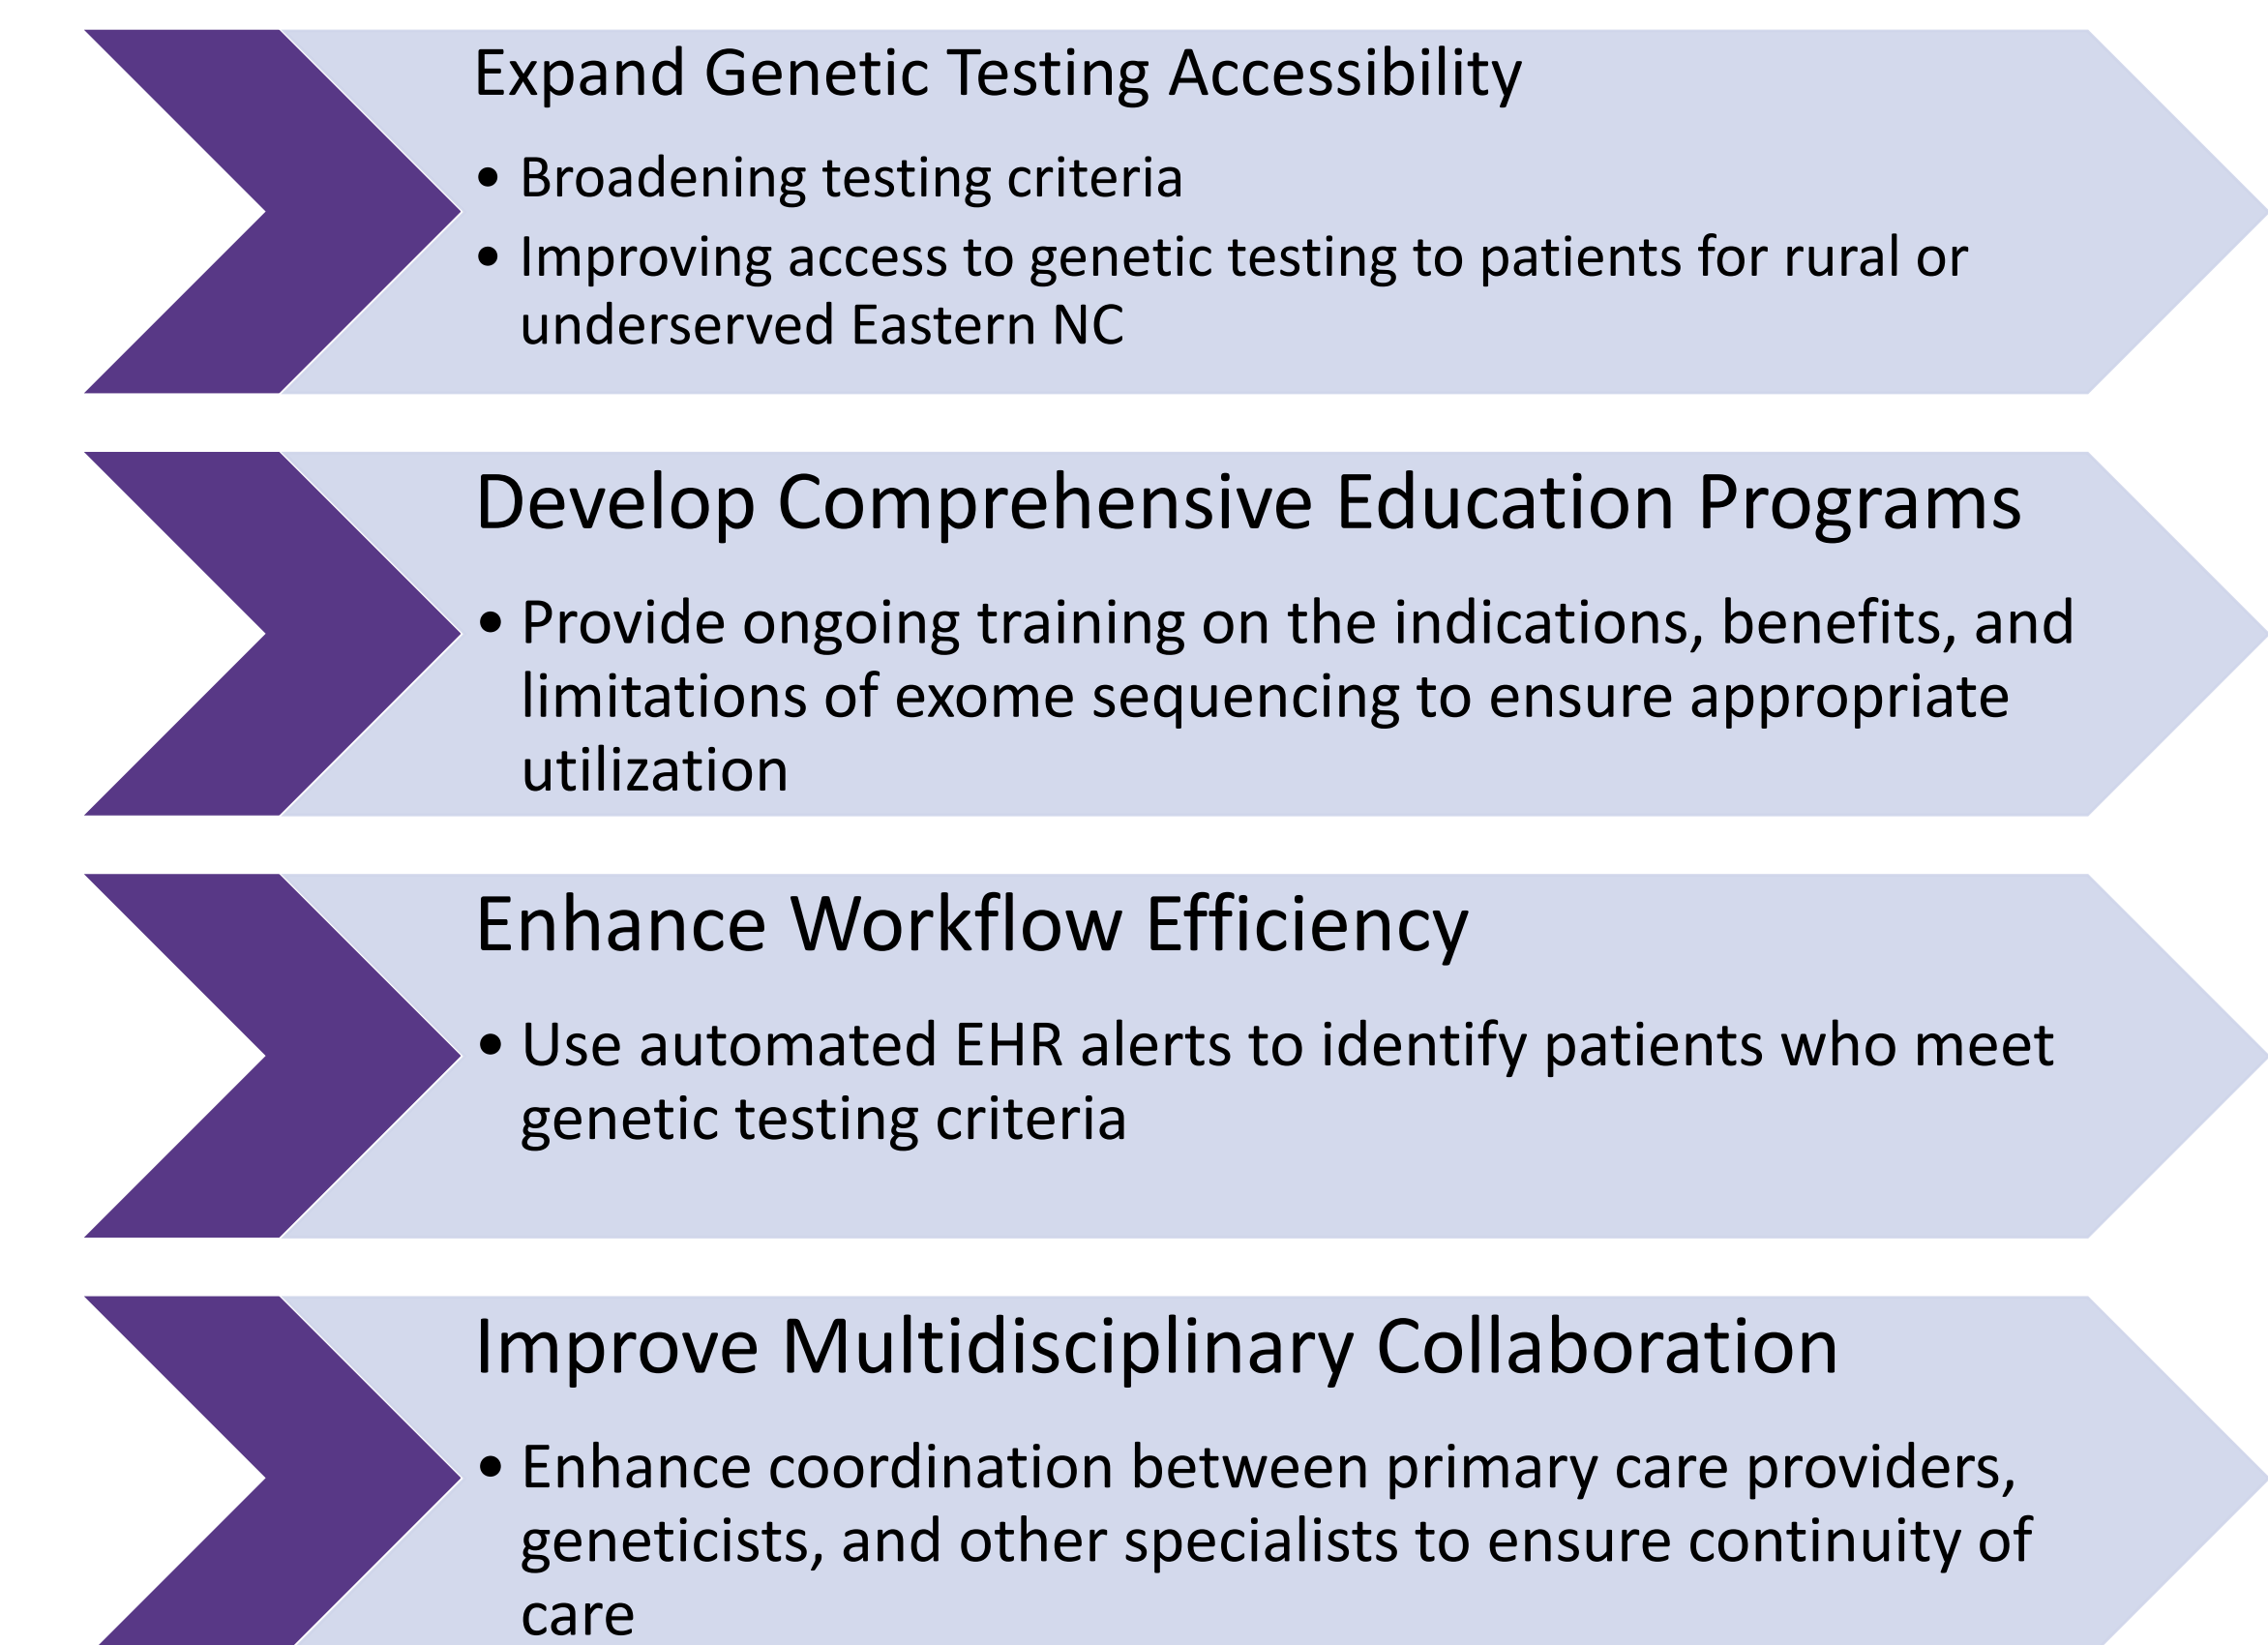 Expand Genetic Testing Accessibility
• Broadening testing criteria
• Improving access to genetic testing to patients for rural or
underserved Eastern NC
Develop Comprehensive Education Programs
• Provide ongoing training on the indications, benefits, and
limitations of exome sequencing to ensure appropriate
utilization
Enhance Workflow Efficiency
• Use automated EHR alerts to identify patients who meet
genetic testing criteria
Improve Multidisciplinary Collaboration
• Enhance coordination between primary care providers,
geneticists, and other specialists to ensure continuity of
care